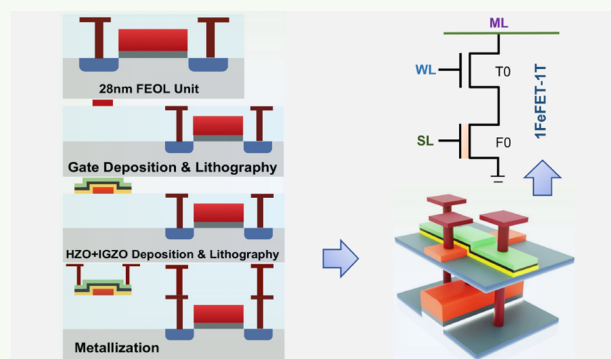 28nm FEOL Unit
Gate Deposition & Lithography
HZO+IGZO Deposition & Lithography
Metallization
ML
WL
T0
SL
F0
1FeFET-1T